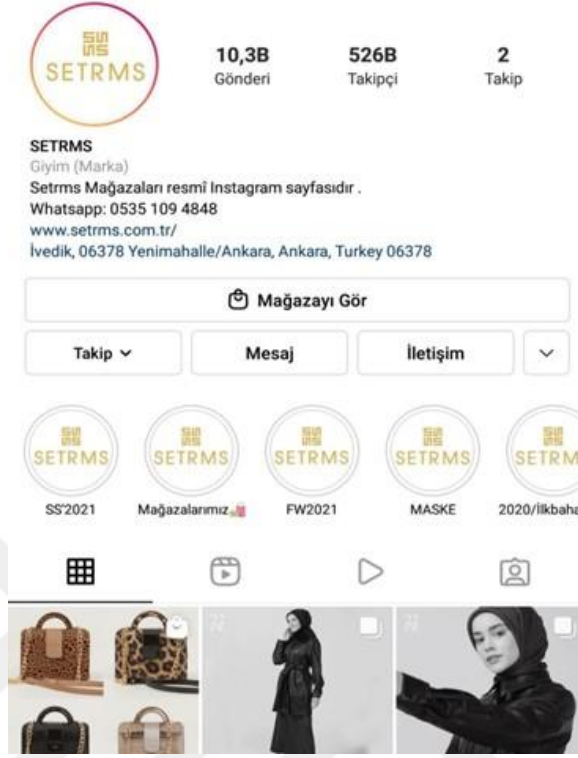 SETRMS
10,3B 526B 2
Gönderi Takipçi Takip
SETRMS
Giyim (Marka)
Setrms Mağazaları resmî Instagram sayfasıdır .
Whatsapp: 0535 109 4848
www.setrms.com.tr/
İvedik, 06378 Yenimahalle/Ankara, Ankara, Turkey 06378
Mağazayı Gör
Takip Mesaj İletişim
SETRMS SETRMS SETRMS SETRMS SETRM
SS'2021 Mağazalarımız FW2021 MASKE 2020/İlkbaha